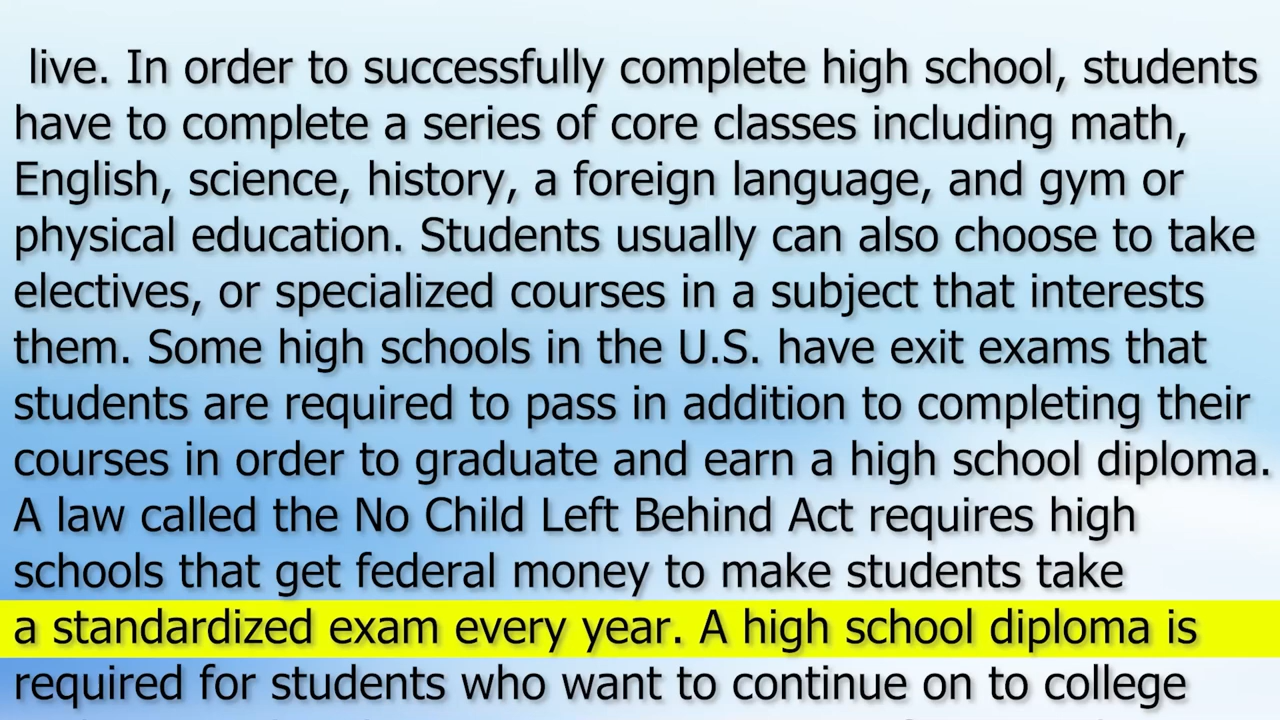 live. In order to successfully complete high school, students
have to complete a series of core classes including math,
English, science, history, a foreign language, and gym or
physical education. Students usually can also choose to take
electives, or specialized courses in a subject that interests
them. Some high schools in the U.S. have exit exams that
students are required to pass in addition to completing their
courses in order to graduate and earn a high school diploma.
A law called the No Child Left Behind Act requires high
schools that get federal money to make students take
a standardized exam every year. A high school diploma is
required for students who want to continue on to college